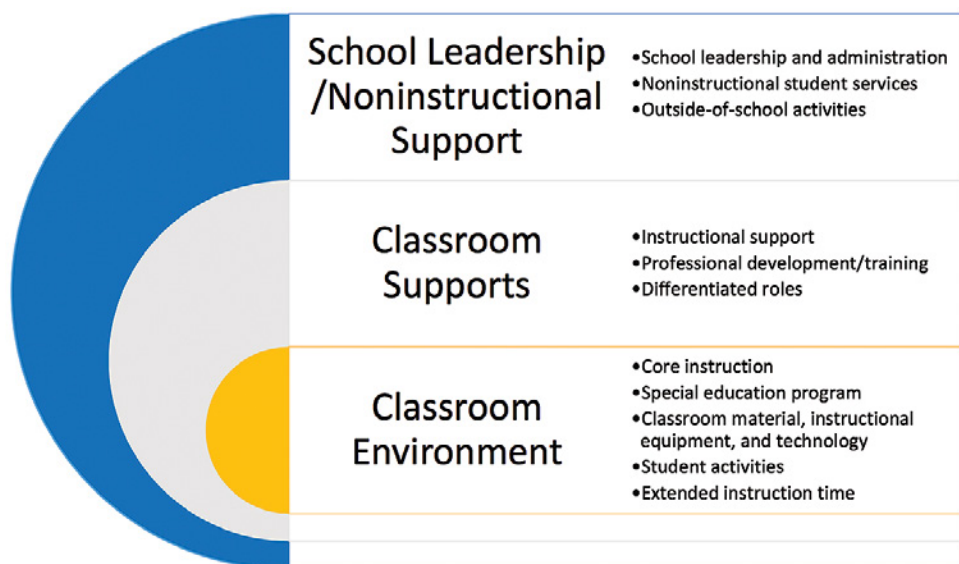 School Leadership
/Noninstructional
Support
•School leadership and administration
•Noninstructional student services
•Outside-of-school activities
Classroom
Supports
•Instructional support
•Professional development/training
•Differentiated roles
Classroom
Environment
•Core instruction
•Special education program
•Classroom material, instructional
equipment, and technology
•Student activities
•Extended instruction time